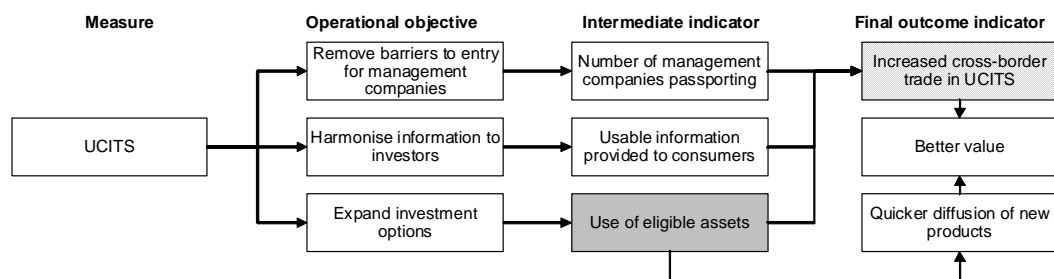 Measure
Operational objective
Intermediate indicator
Final outcome indicator
Remove barriers to entry
for management
companies
Number of management
companies passporting
Increased cross-border
trade in UCITS
UCITS
Harmonise information to
investors
Usable information
provided to consumers
Better value
Expand investment
options
Use of eligible assets
Quicker diffusion of new
products